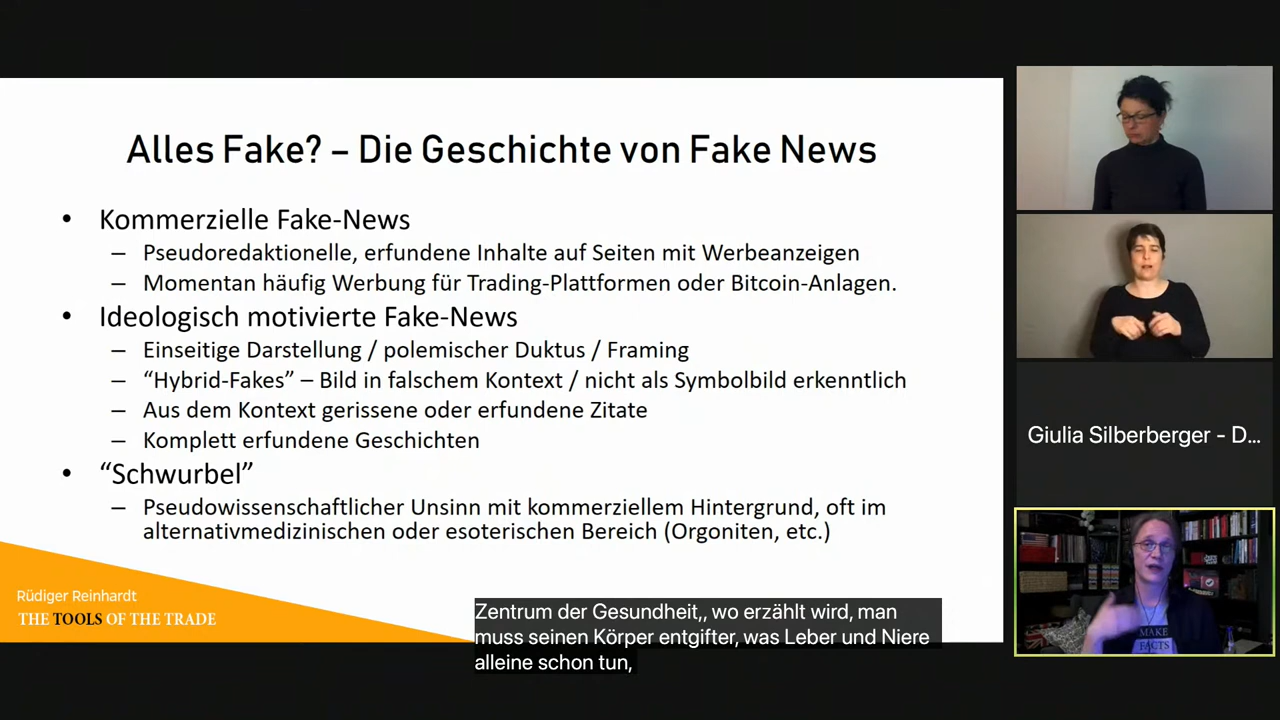 Alles Fake? – Die Geschichte von Fake News
• Kommerzielle Fake-News
– Pseudoredaktionelle, erfundene Inhalte auf Seiten mit Werbeanzeigen
– Momentan häufig Werbung für Trading-Plattformen oder Bitcoin-Anlagen.
• Ideologisch motivierte Fake-News
– Einseitige Darstellung / polemischer Duktus / Framing
– “Hybrid-Fakes” – Bild in falschem Kontext / nicht als Symbolbild erkenntlich
– Aus dem Kontext gerissene oder erfundene Zitate
– Komplett erfundene Geschichten
• “Schwurbel”
– Pseudowissenschaftlicher Unsinn mit kommerziellem Hintergrund, oft im
alternativmedizinischen oder esoterischen Bereich (Orgoniten, etc.)
Rüdiger Reinhardt
THE TOOLS OF THE TRADE
Zentrum der Gesundheit,, wo erzählt wird, man
muss seinen Körper entgifter, was Leber und Niere
alleine schon tun,
Giulia Silberberger - D...
MAKE
FACTS